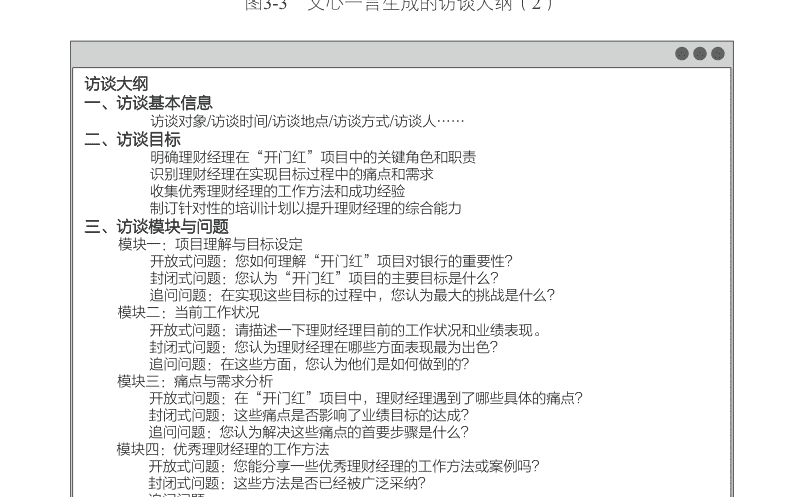 图3-3 文心一言生成的访谈大纲（2）
访谈大纲
一、访谈基本信息
访谈对象/访谈时间/访谈地点/访谈方式/访谈人……
二、访谈目标
明确理财经理在“开门红”项目中的关键角色和职责
识别理财经理在实现目标过程中的痛点和需求
收集优秀理财经理的工作方法和成功经验
制订针对性的培训计划以提升理财经理的综合能力
三、访谈模块与问题
模块一：项目理解与目标设定
开放式问题：您如何理解“开门红”项目对银行的重要性？
封闭式问题：您认为“开门红”项目的主要目标是什么？
追问问题：在实现这些目标的过程中，您认为最大的挑战是什么？
模块二：当前工作状况
开放式问题：请描述一下理财经理目前的工作状况和业绩表现。
封闭式问题：您认为理财经理在哪些方面表现最为出色？
追问问题：在这些方面，您认为他们是如何做到的？
模块三：痛点与需求分析
开放式问题：在“开门红”项目中，理财经理遇到了哪些具体的痛点？
封闭式问题：这些痛点是否影响了业绩目标的达成？
追问问题：您认为解决这些痛点的首要步骤是什么？
模块四：优秀理财经理的工作方法
开放式问题：您能分享一些优秀理财经理的工作方法或案例吗？
封闭式问题：这些方法是否已经被广泛采纳？